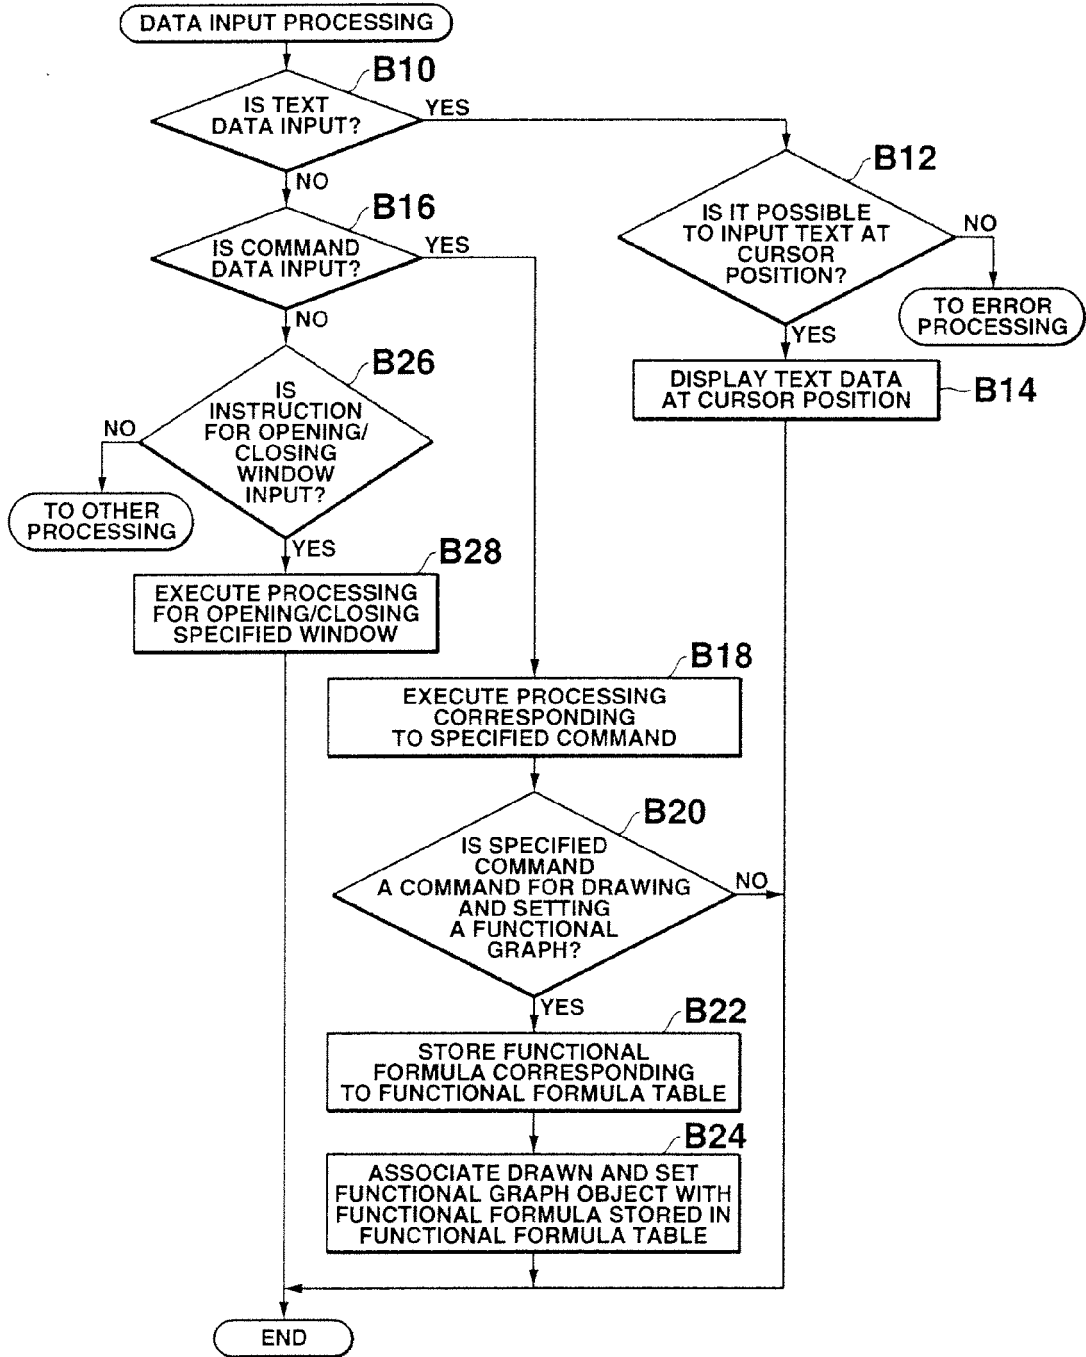 DATA INPUT PROCESSING
B10
IS TEXT
DATA INPUT?
YES
NO
B12
IS IT POSSIBLE
TO INPUT TEXT AT
CURSOR
POSITION?
NO
TO ERROR
PROCESSING
YES
B16
IS COMMAND
DATA INPUT?
YES
NO
DISPLAY TEXT DATA
AT CURSOR POSITION
B14
B26
IS
INSTRUCTION
FOR OPENING/
CLOSING
WINDOW
INPUT?
NO
TO OTHER
PROCESSING
YES
B28
EXECUTE PROCESSING
FOR OPENING/CLOSING
SPECIFIED WINDOW
B18
EXECUTE PROCESSING
CORRESPONDING
TO SPECIFIED COMMAND
B20
IS SPECIFIED
COMMAND
A COMMAND FOR DRAWING
AND SETTING
A FUNCTIONAL
GRAPH?
NO
YES
B22
STORE FUNCTIONAL
FORMULA CORRESPONDING
TO FUNCTIONAL FORMULA TABLE
B24
ASSOCIATE DRAWN AND SET
FUNCTIONAL GRAPH OBJECT WITH
FUNCTIONAL FORMULA STORED IN
FUNCTIONAL FORMULA TABLE
END